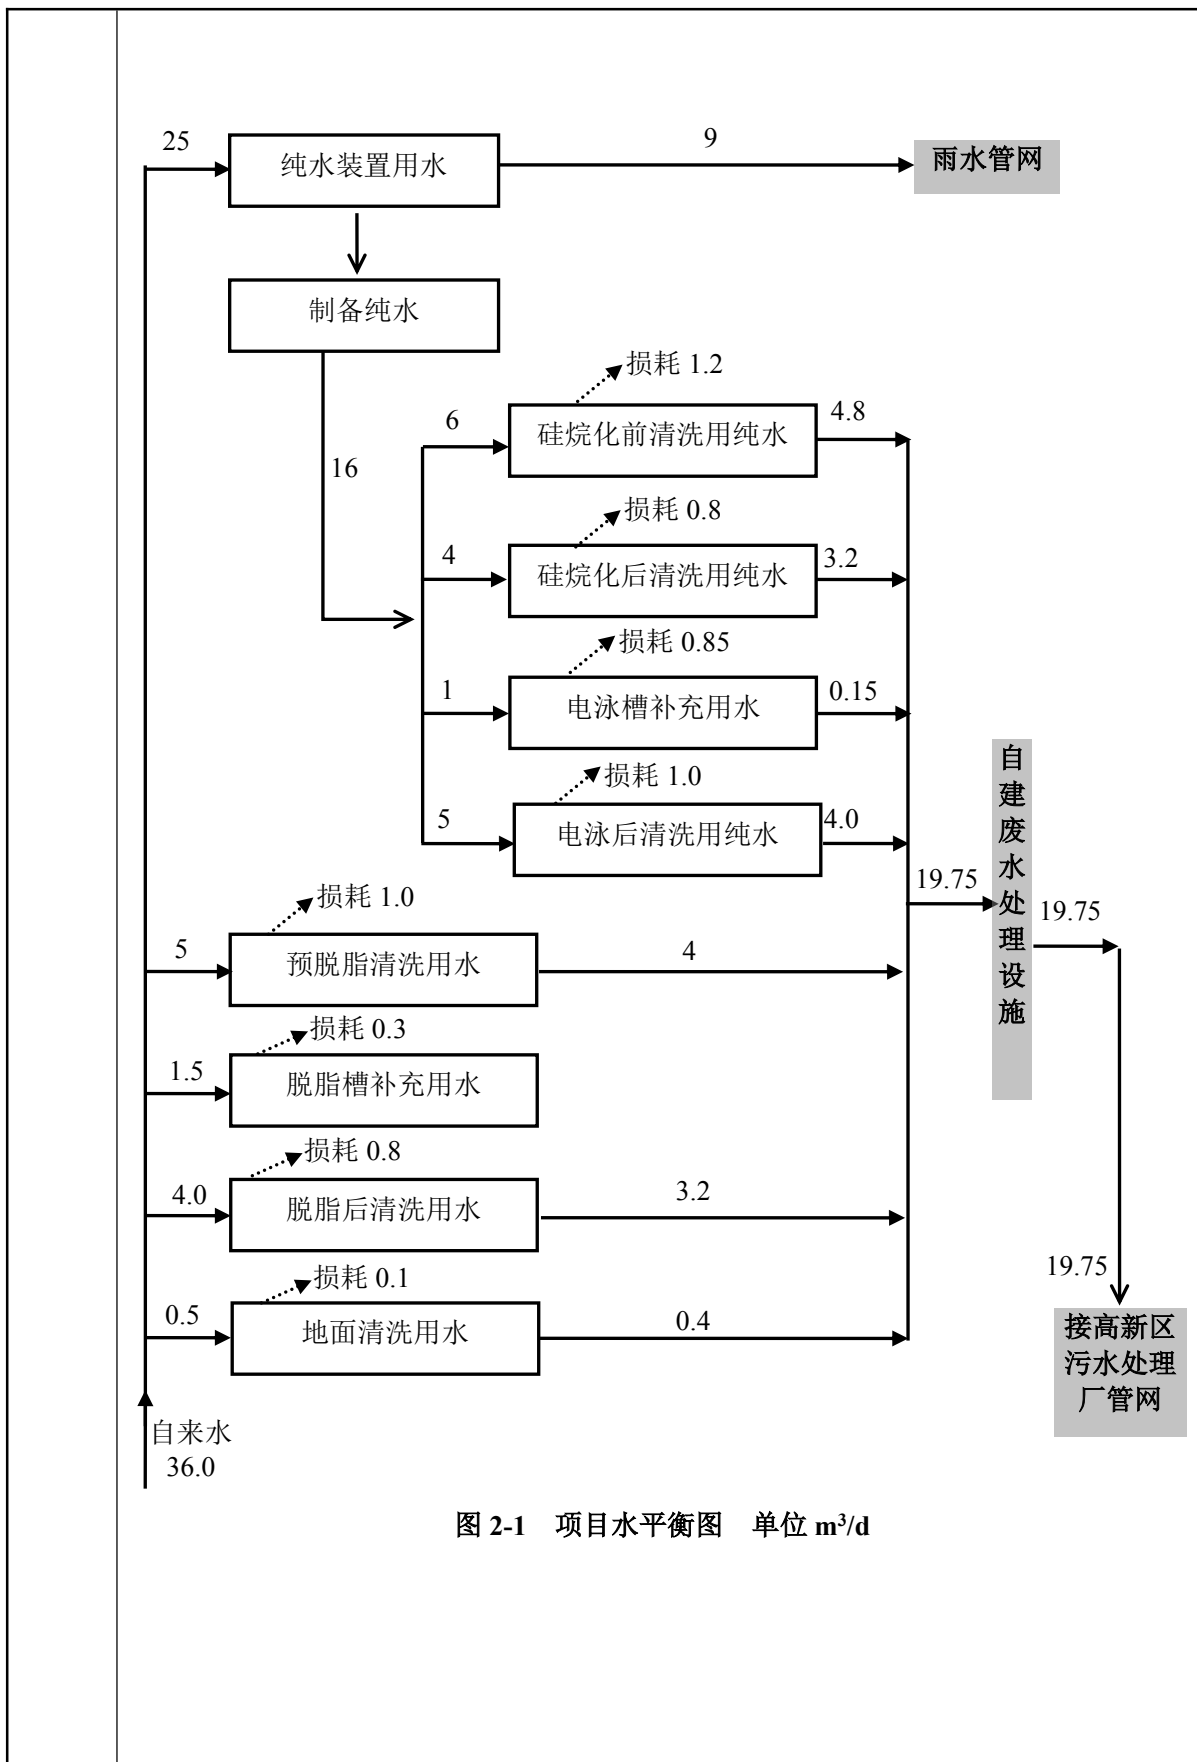 25
纯水装置用水
9
雨水管网
制备纯水
16
损耗 1.2
6
硅烷化前清洗用纯水
4.8
损耗 0.8
4
硅烷化后清洗用纯水
3.2
损耗 0.85
1
电泳槽补充用水
0.15
损耗 1.0
5
电泳后清洗用纯水
4.0
19.75
自建废水处理设施
19.75
损耗 1.0
5
预脱脂清洗用水
4
损耗 0.3
1.5
脱脂槽补充用水
损耗 0.8
4.0
脱脂后清洗用水
3.2
损耗 0.1
0.5
地面清洗用水
0.4
19.75
接高新区
污水处理
厂管网
自来水
36.0
图 2-1 项目水平衡图 单位 m³/d